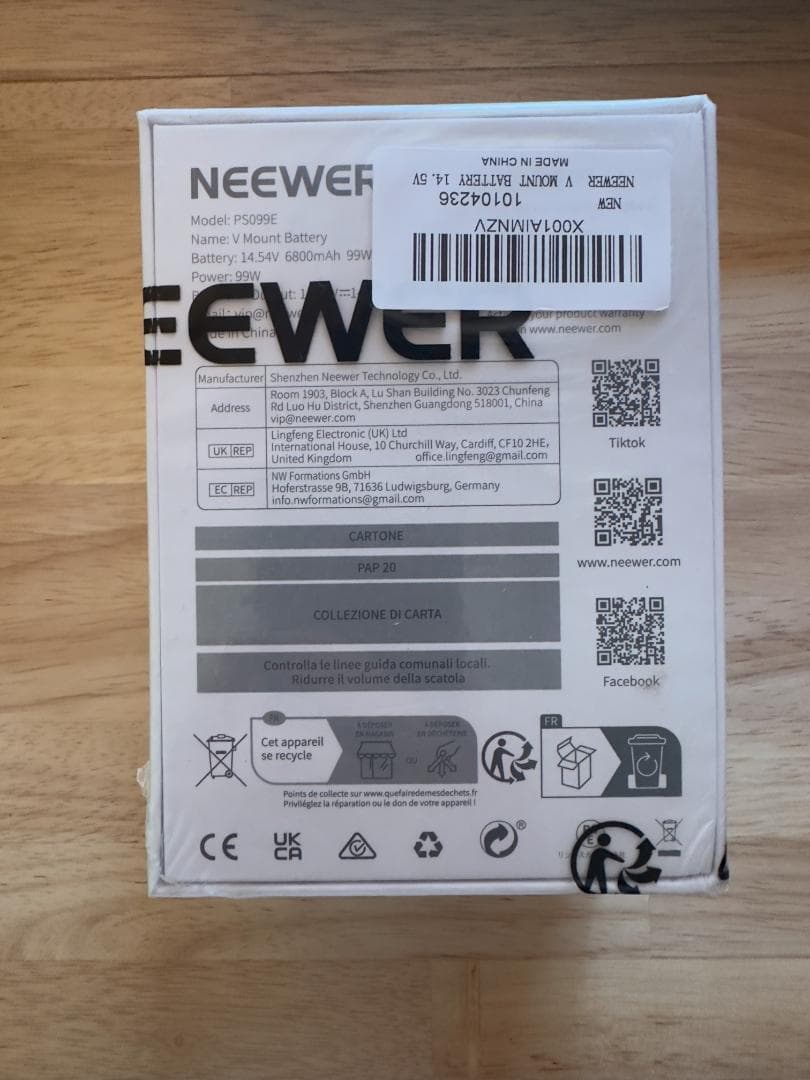 NEEWER
Model: PS099E
Name: V Mount Battery
Battery: 14.54V 6800mAh 99W
Power: 99W
MADE IN CHINA
NEEWER V MOUNT BATTERY 14.5V
NEW 10104236
X001AIMNZV
your product warranty
www.neewer.com
EEWER
Manufacturer Shenzhen Neewer Technology Co., Ltd.
Address Room 1903, Block A, Lu Shan Building No. 3023 Chunfeng
Rd Luo Hu District, Shenzhen Guangdong 518001, China
vip@neewer.com
UK REP Lingfeng Electronic (UK) Ltd
International House, 10 Churchill Way, Cardiff, CF10 2HE,
United Kingdom office.lingfeng@gmail.com
EC REP NW Formations GmbH
Hoferstrasse 9B, 71636 Ludwigsburg, Germany
info.nwformations@gmail.com
Tiktok
www.neewer.com
Facebook
CARTONE
PAP 20
COLLEZIONE DI CARTA
Controlla le linee guida comunali locali.
Ridurre il volume della scatola
FR
Cet appareil
se recycle
À DÉPOSER
EN MAGASIN
OU
À DÉPOSER
EN DÉCHÈTERIE
FR
Points de collecte sur www.quefairedemesdechets.fr
Privilégiez la réparation ou le don de votre appareil !
CE
UK
CA
®